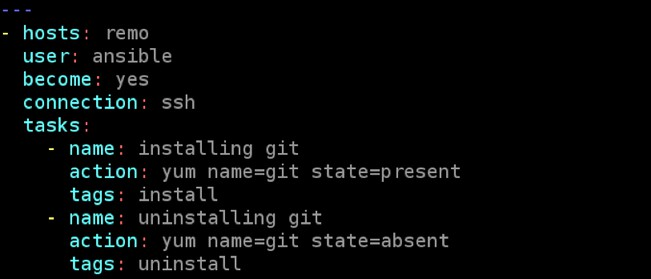 ---
- hosts: remo
  user: ansible
  become: yes
  connection: ssh
  tasks:
    - name: installing git
      action: yum name=git state=present
      tags: install
    - name: uninstalling git
      action: yum name=git state=absent
      tags: uninstall